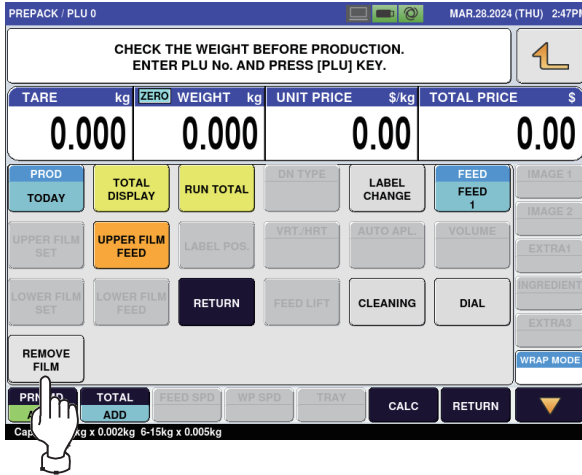 PREPACK / PLU 0
MAR.28.2024 (THU) 2:47PM
CHECK THE WEIGHT BEFORE PRODUCTION.
ENTER PLU No. AND PRESS [PLU] KEY.
TARE kg
ZERO WEIGHT kg
UNIT PRICE $/kg
TOTAL PRICE $
0.000
0.000
0.00
0.00
PROD
TODAY
TOTAL
DISPLAY
RUN TOTAL
DN TYPE
LABEL
CHANGE
FEED
FEED
1
IMAGE 1
IMAGE 2
UPPER FILM
SET
UPPER FILM
FEED
LABEL POS.
VRT./HRT
AUTO APL.
VOLUME
EXTRA1
INGREDIENT
LOWER FILM
SET
LOWER FILM
FEED
RETURN
FEED LIFT
CLEANING
DIAL
EXTRA3
REMOVE
FILM
WRAP MODE
TOTAL
ADD
FEED SPD
WP SPD
TRAY
CALC
RETURN
kg x 0.002kg 6-15kg x 0.005kg